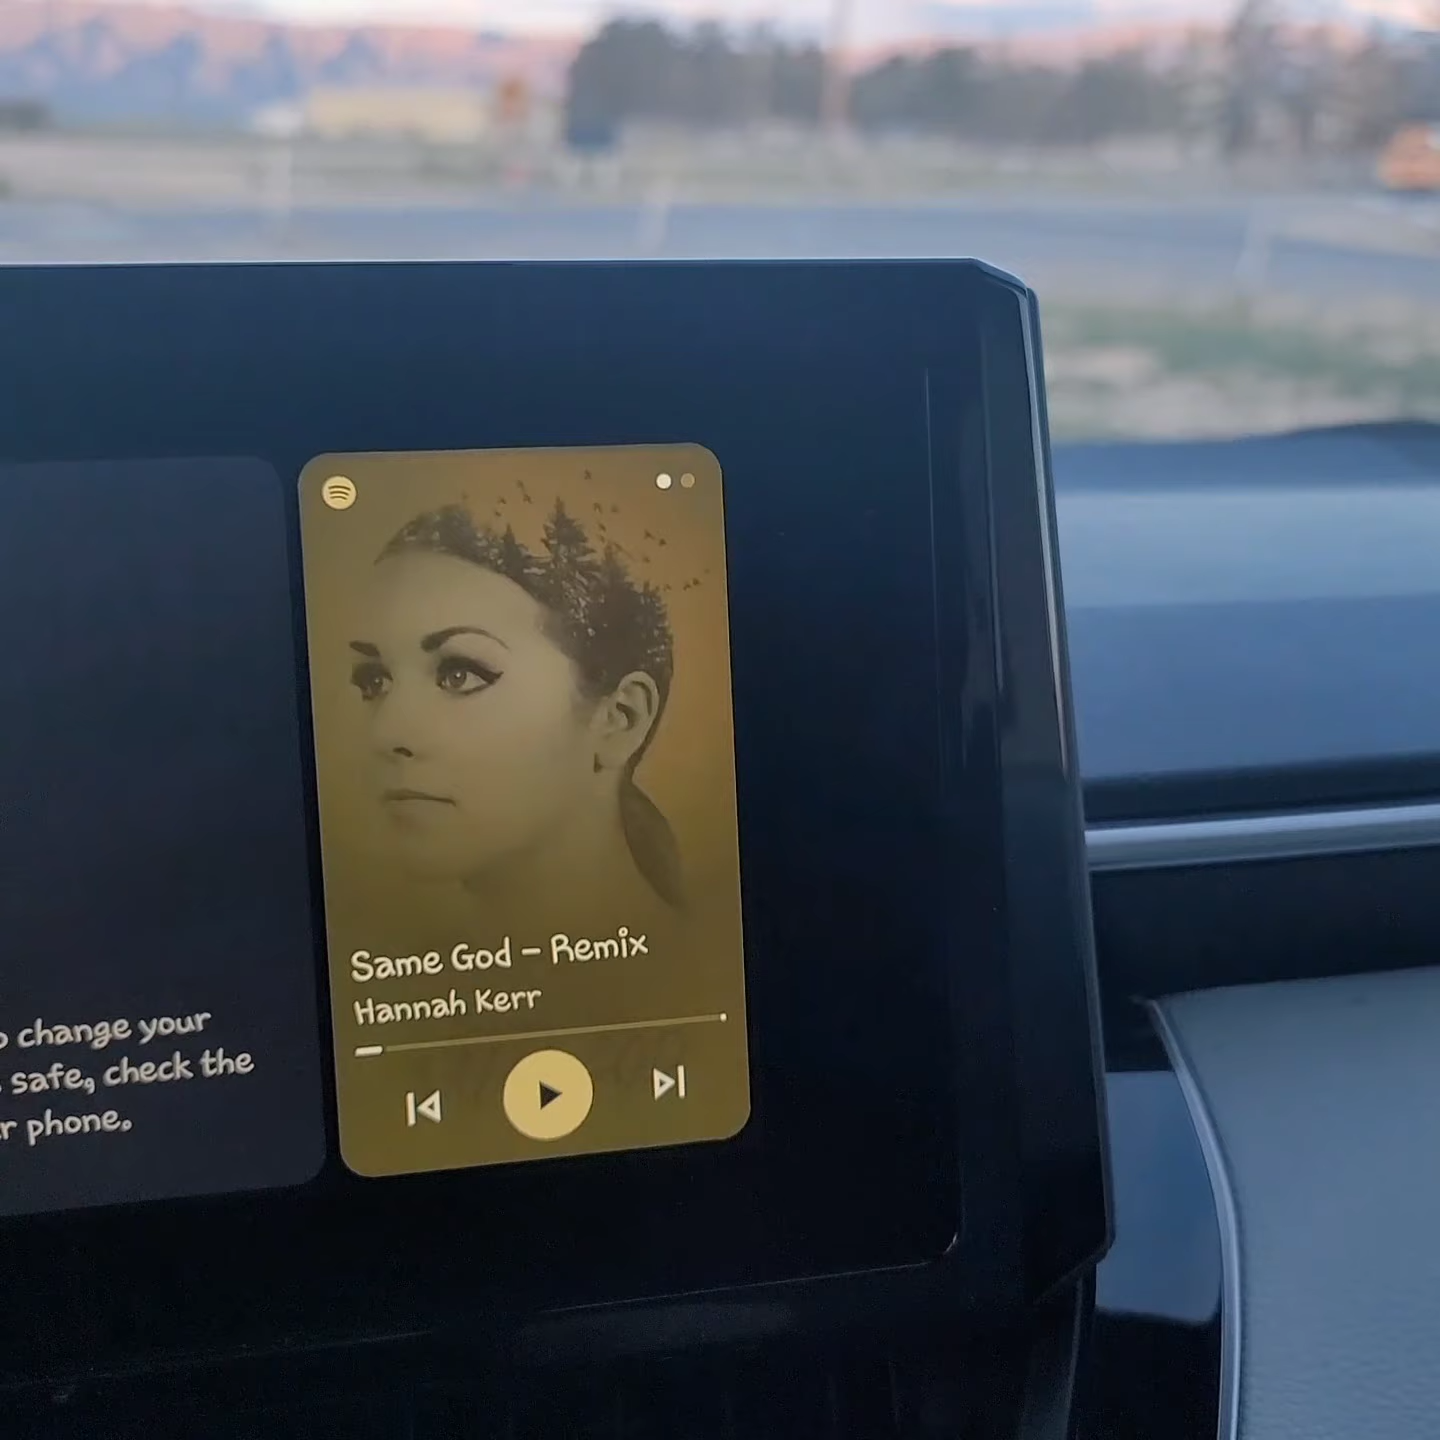 change your
safe, check the
phone.
Same God – Remix
Hannah Kerr